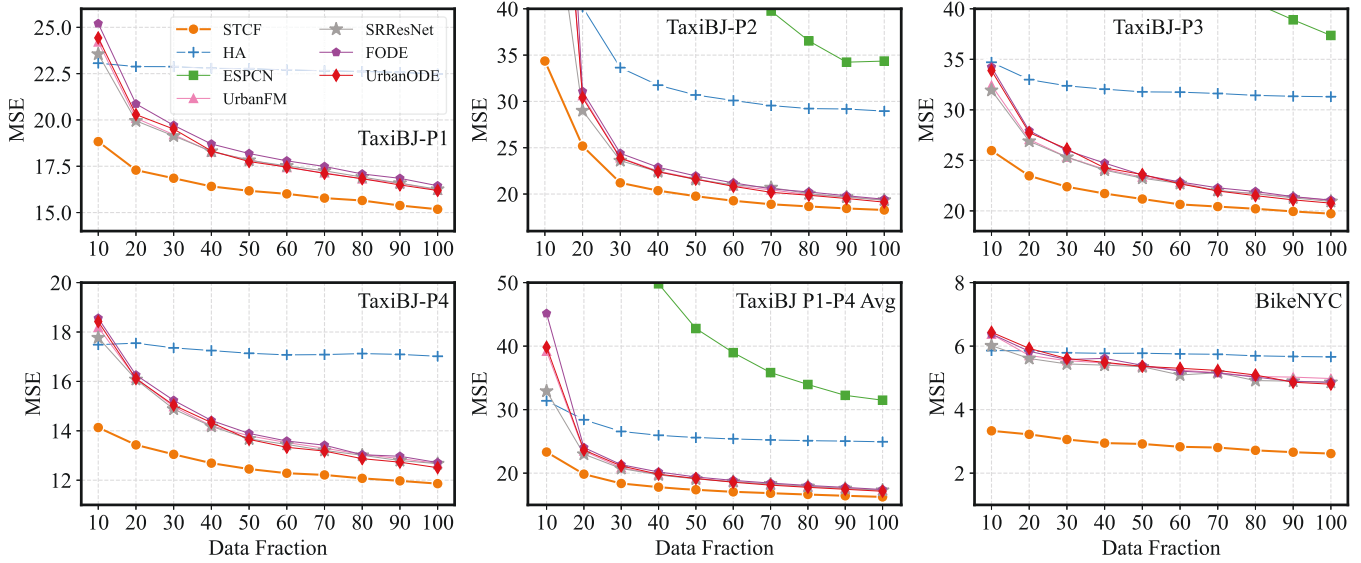 MSE
25.0
22.5
20.0
17.5
15.0
10 20 30 40 50 60 70 80 90 100
STCF
HA
ESPCN
UrbanFM
SRResNet
FODE
UrbanODE
TaxiBJ-P1
MSE
40
35
30
25
20
10 20 30 40 50 60 70 80 90 100
TaxiBJ-P2
MSE
40
35
30
25
20
10 20 30 40 50 60 70 80 90 100
TaxiBJ-P3
MSE
20
18
16
14
12
10 20 30 40 50 60 70 80 90 100
Data Fraction
TaxiBJ-P4
MSE
50
40
30
20
10 20 30 40 50 60 70 80 90 100
Data Fraction
TaxiBJ P1-P4 Avg
MSE
8
6
4
2
10 20 30 40 50 60 70 80 90 100
Data Fraction
BikeNYC